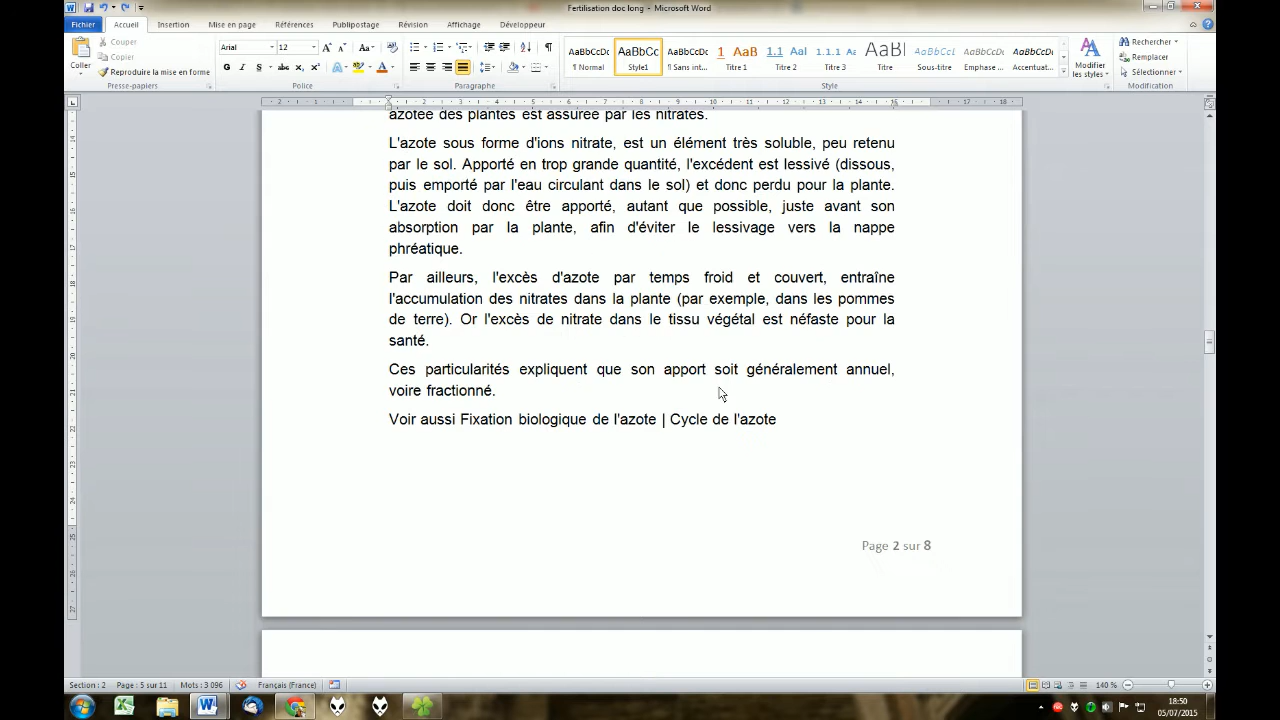 Fertilisation doc long - Microsoft Word
Fichier Accueil Insertion Mise en page Références Publipostage Révision Affichage Développeur
Coller
Couper
Copier
Reproduire la mise en forme
Presse-papiers
Arial 12
G I S abc x₂ x²
Police
Paragraphe
AaBbCcDc AaBbCc AaBbCcDc 1 AaB 1.1 AaI 1.1.1 Aa AaBl AaBbCcI AaBbCcDc AaBbCcDc
¶ Normal Style1 ¶ Sans int... Titre 1 Titre 2 Titre 3 Titre Sous-titre Emphase ... Accentuat...
Style
Modifier les styles
Rechercher
Remplacer
Sélectionner
Modification
azotée des plantes est assurée par les nitrates.
L'azote sous forme d'ions nitrate, est un élément très soluble, peu retenu
par le sol. Apporté en trop grande quantité, l'excédent est lessivé (dissous,
puis emporté par l'eau circulant dans le sol) et donc perdu pour la plante.
L'azote doit donc être apporté, autant que possible, juste avant son
absorption par la plante, afin d'éviter le lessivage vers la nappe
phréatique.
Par ailleurs, l'excès d'azote par temps froid et couvert, entraîne
l'accumulation des nitrates dans la plante (par exemple, dans les pommes
de terre). Or l'excès de nitrate dans le tissu végétal est néfaste pour la
santé.
Ces particularités expliquent que son apport soit généralement annuel,
voire fractionné.
Voir aussi Fixation biologique de l'azote | Cycle de l'azote
Page 2 sur 8
Section : 2 Page : 5 sur 11 Mots : 3 096 Français (France) 140 %
18:50
05/07/2015